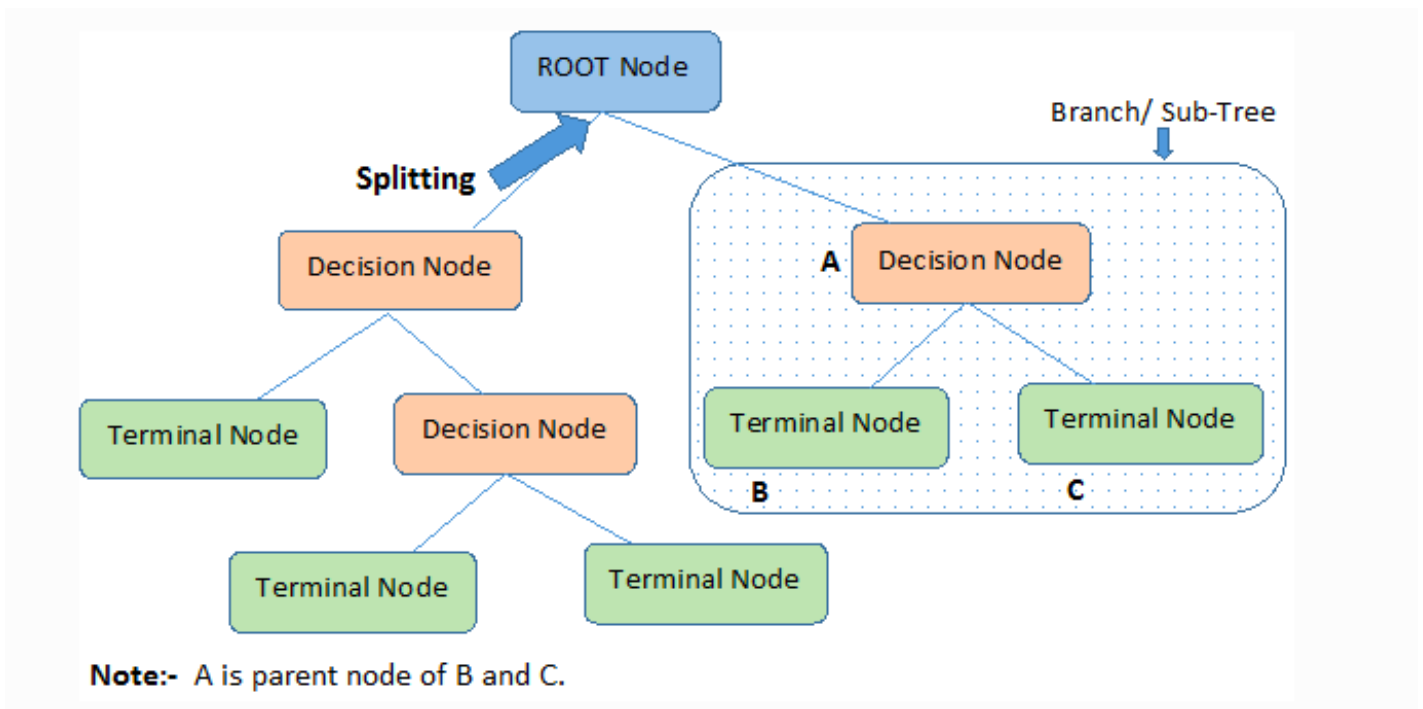 ROOT Node
Branch/ Sub-Tree
Splitting
Decision Node
A
Decision Node
Terminal Node
Decision Node
Terminal Node
Terminal Node
B
C
Terminal Node
Terminal Node
Note:- A is parent node of B and C.